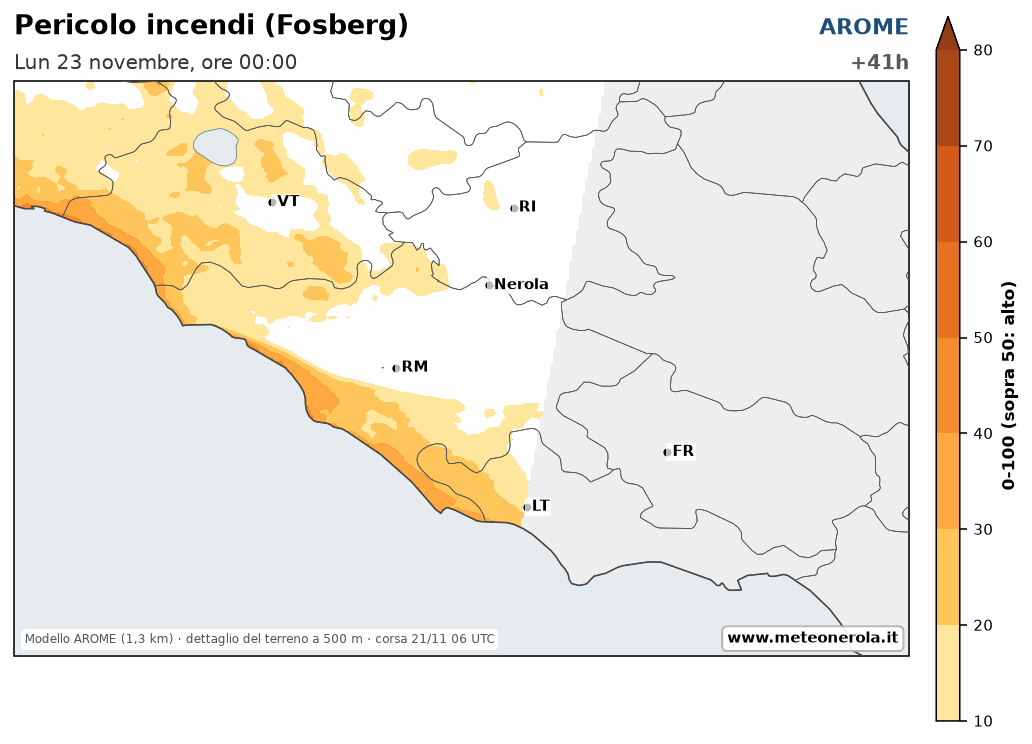 Pericolo incendi (Fosberg)
AROME
Lun 23 novembre, ore 00:00
+41h
80
70
60
50
40
30
20
10
0-100 (sopra 50: alto)
VT
RI
Nerola
RM
FR
LT
Modello AROME (1,3 km) · dettaglio del terreno a 500 m · corsa 21/11 06 UTC
www.meteonerola.it